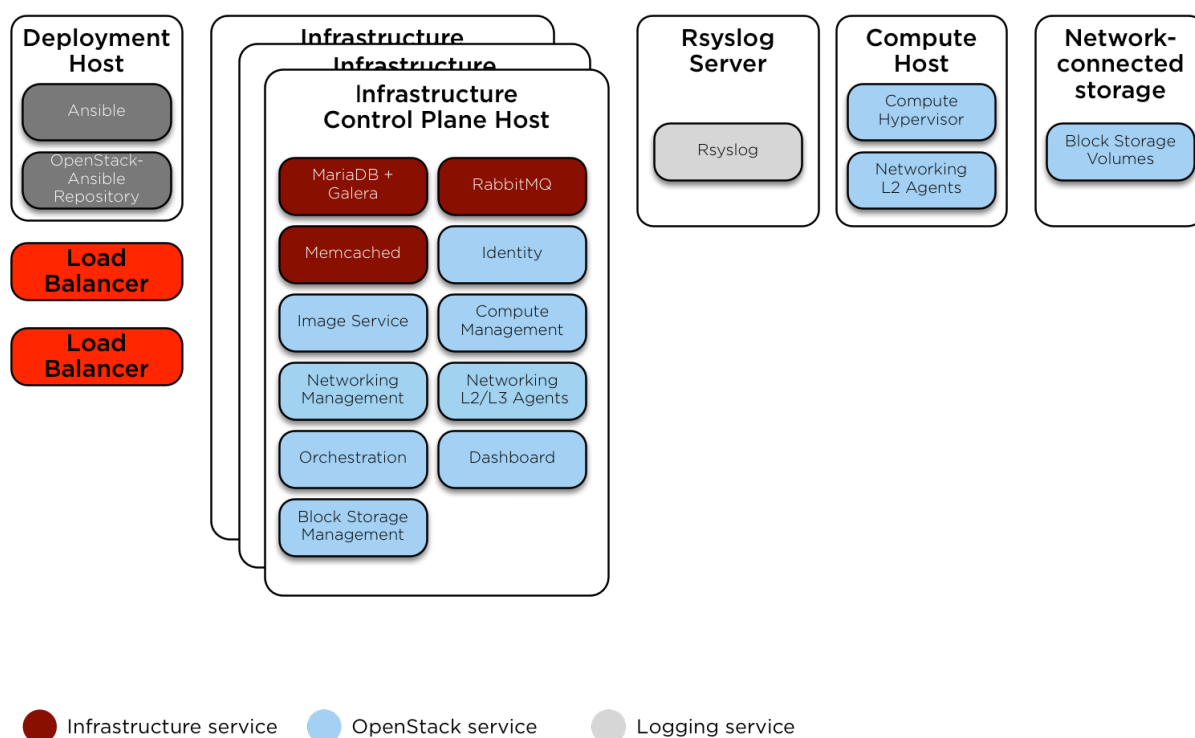 Deployment
Host
Ansible
OpenStack-
Ansible
Repository
Load
Balancer
Load
Balancer
Infrastructure
Infrastructure
Infrastructure
Control Plane Host
MariaDB +
Galera
RabbitMQ
Memcached
Identity
Image Service
Compute
Management
Networking
Management
Networking
L2/L3 Agents
Orchestration
Dashboard
Block Storage
Management
Rsyslog
Server
Rsyslog
Compute
Host
Compute
Hypervisor
Networking
L2 Agents
Network-
connected
storage
Block Storage
Volumes
Infrastructure service
OpenStack service
Logging service